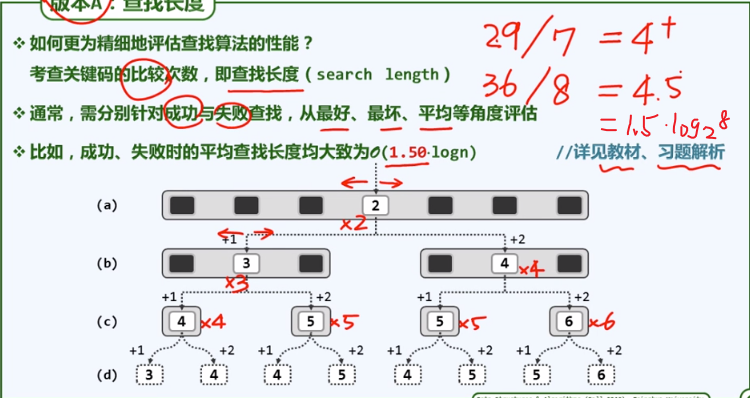 版本A：查找长度
❖ 如何更为精细地评估查找算法的性能？
29/7 = 4⁺
考查关键码的比较次数，即查找长度（search length）
36/8 = 4.5
❖ 通常，需分别针对成功与失败查找，从最好、最坏、平均等角度评估
= 1.5·log₂8
❖ 比如，成功、失败时的平均查找长度均大致为O(1.50·logn)
//详见教材、习题解析
(a) 2
×2
+1 +2
(b) 3 4 ×4
×3
+1 +2 +1 +2
(c) 4 ×4 5 ×5 5 ×5 6 ×6
+1 +2 +1 +2 +1 +2 +1 +2
(d) 3 4 4 5 4 5 5 6